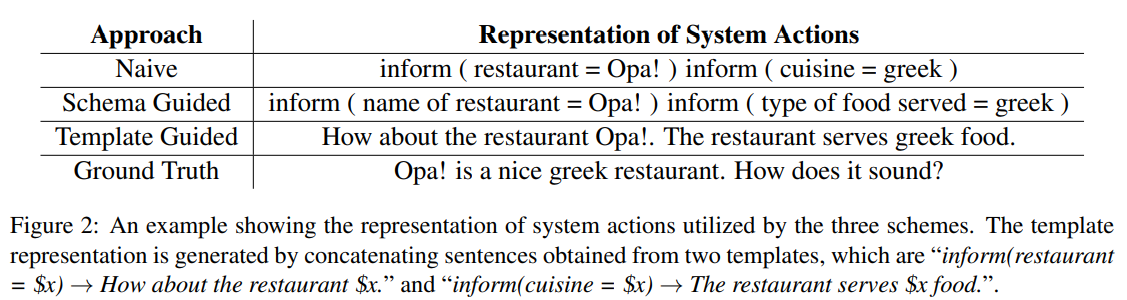 Approach Representation of System Actions
Naive inform ( restaurant = Opa! ) inform ( cuisine = greek )
Schema Guided inform ( name of restaurant = Opa! ) inform ( type of food served = greek )
Template Guided How about the restaurant Opa!. The restaurant serves greek food.
Ground Truth Opa! is a nice greek restaurant. How does it sound?
Figure 2: An example showing the representation of system actions utilized by the three schemes. The template
representation is generated by concatenating sentences obtained from two templates, which are “inform(restaurant
= $x) → How about the restaurant $x.” and “inform(cuisine = $x) → The restaurant serves $x food.”.